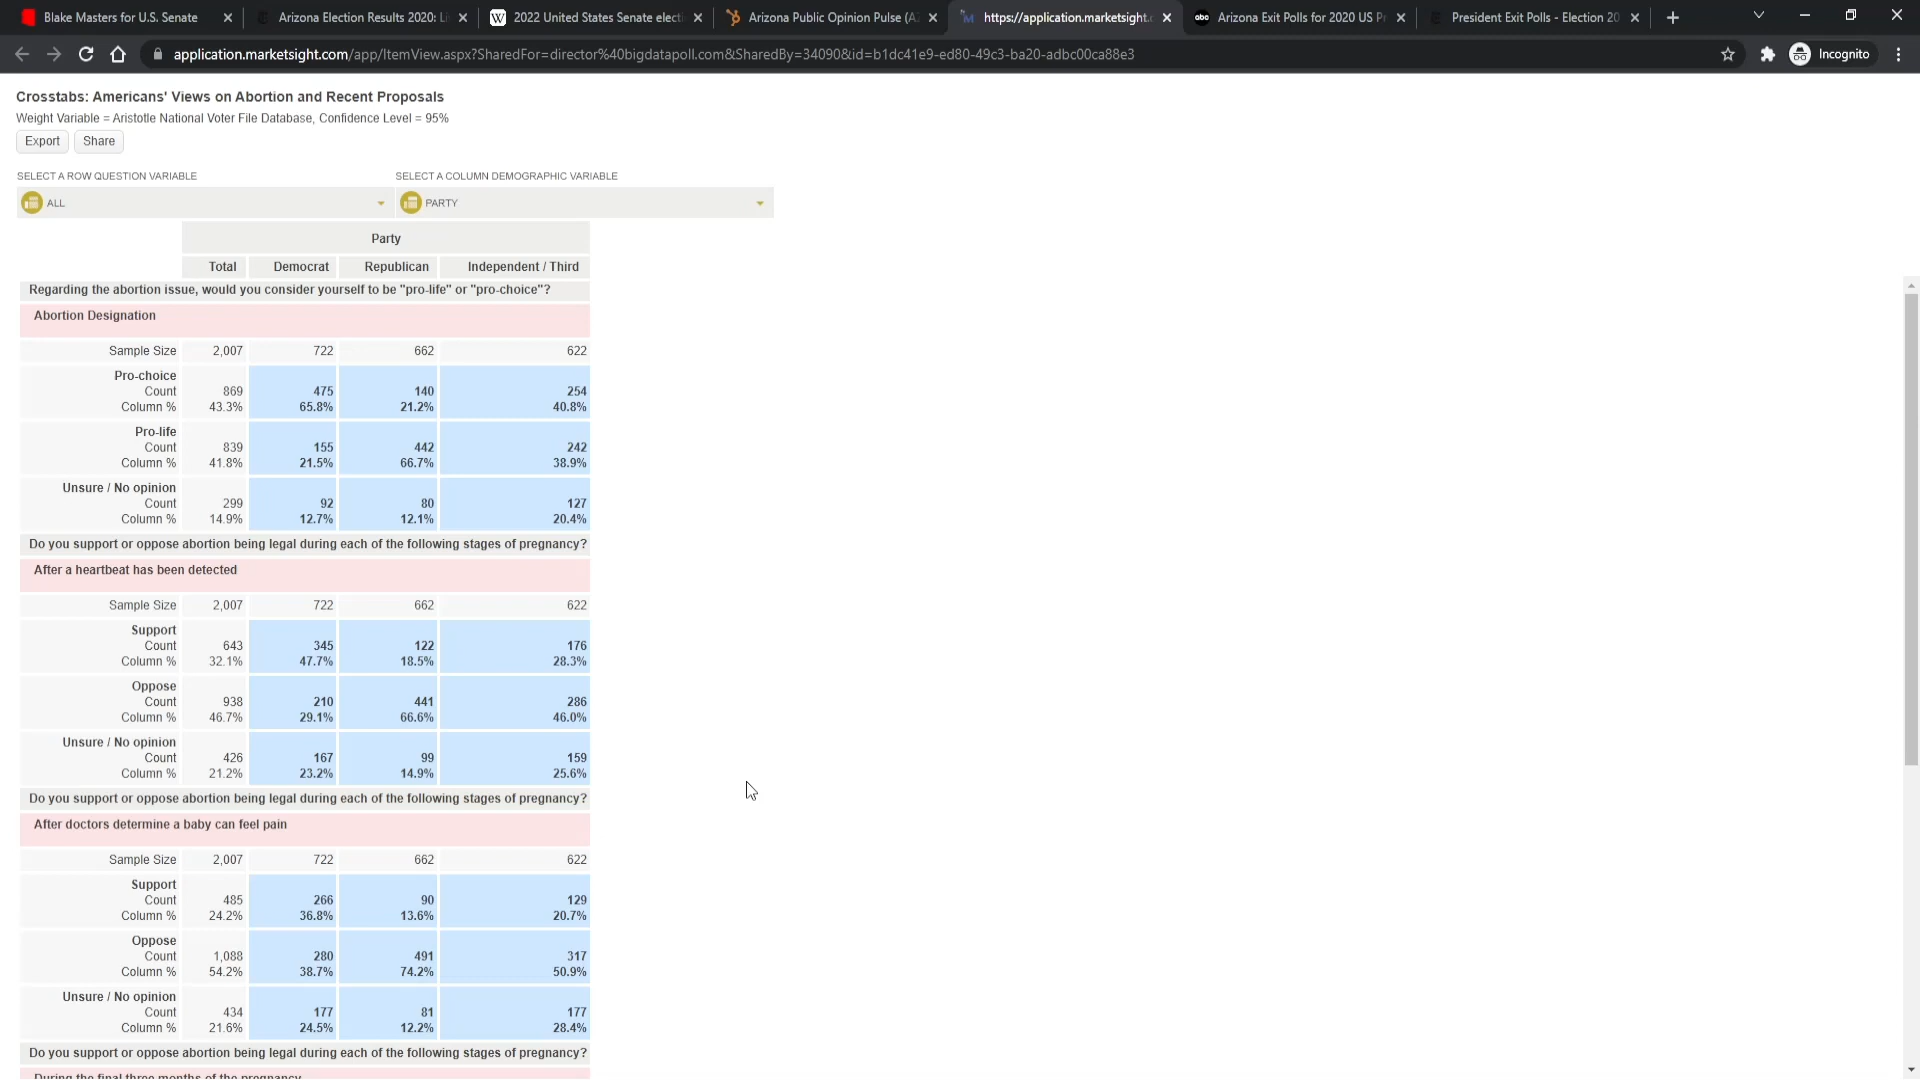 Blake Masters for U.S. Senate
Arizona Election Results 2020: Li
2022 United States Senate electi
Arizona Public Opinion Pulse (AZ
https://application.marketsight.
Arizona Exit Polls for 2020 US Pr
President Exit Polls - Election 20
application.marketsight.com/app/ItemView.aspx?SharedFor=director%40bigdatapoll.com&SharedBy=34090&id=b1dc41e9-ed80-49c3-ba20-adbc00ca88e3
Incognito
Crosstabs: Americans' Views on Abortion and Recent Proposals
Weight Variable = Aristotle National Voter File Database, Confidence Level = 95%
Export Share
SELECT A ROW QUESTION VARIABLE SELECT A COLUMN DEMOGRAPHIC VARIABLE
ALL PARTY
Party
Total Democrat Republican Independent / Third
Regarding the abortion issue, would you consider yourself to be "pro-life" or "pro-choice"?
Abortion Designation
Sample Size 2,007 722 662 622
Pro-choice
Count 869 475 140 254
Column % 43.3% 65.8% 21.2% 40.8%
Pro-life
Count 839 155 442 242
Column % 41.8% 21.5% 66.7% 38.9%
Unsure / No opinion
Count 299 92 80 127
Column % 14.9% 12.7% 12.1% 20.4%
Do you support or oppose abortion being legal during each of the following stages of pregnancy?
After a heartbeat has been detected
Sample Size 2,007 722 662 622
Support
Count 643 345 122 176
Column % 32.1% 47.7% 18.5% 28.3%
Oppose
Count 938 210 441 286
Column % 46.7% 29.1% 66.6% 46.0%
Unsure / No opinion
Count 426 167 99 159
Column % 21.2% 23.2% 14.9% 25.6%
Do you support or oppose abortion being legal during each of the following stages of pregnancy?
After doctors determine a baby can feel pain
Sample Size 2,007 722 662 622
Support
Count 485 266 90 129
Column % 24.2% 36.8% 13.6% 20.7%
Oppose
Count 1,088 280 491 317
Column % 54.2% 38.7% 74.2% 50.9%
Unsure / No opinion
Count 434 177 81 177
Column % 21.6% 24.5% 12.2% 28.4%
Do you support or oppose abortion being legal during each of the following stages of pregnancy?
During the final three months of the pregnancy